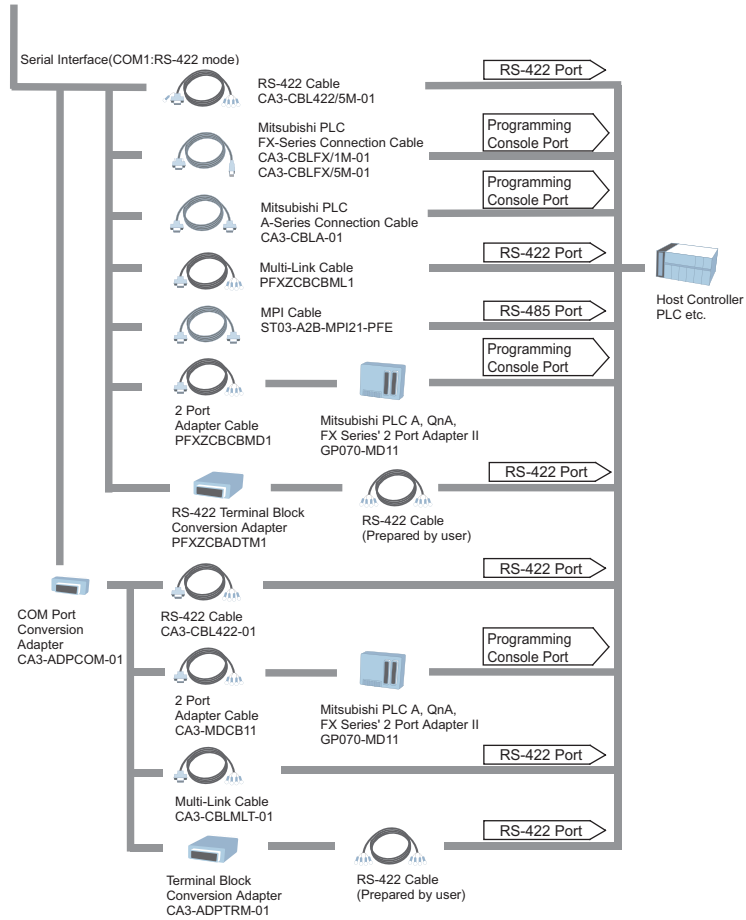 Serial Interface(COM1:RS-422 mode)
RS-422 Cable
CA3-CBL422/5M-01
RS-422 Port
Mitsubishi PLC
FX-Series Connection Cable
CA3-CBLFX/1M-01
CA3-CBLFX/5M-01
Programming
Console Port
Mitsubishi PLC
A-Series Connection Cable
CA3-CBLA-01
Programming
Console Port
Multi-Link Cable
PFXZCBCBML1
RS-422 Port
Host Controller
PLC etc.
MPI Cable
ST03-A2B-MPI21-PFE
RS-485 Port
2 Port
Adapter Cable
PFXZCBCBMD1
Mitsubishi PLC A, QnA,
FX Series' 2 Port Adapter II
GP070-MD11
Programming
Console Port
RS-422 Terminal Block
Conversion Adapter
PFXZCBADTM1
RS-422 Cable
(Prepared by user)
RS-422 Port
COM Port
Conversion
Adapter
CA3-ADPCOM-01
RS-422 Cable
CA3-CBL422-01
RS-422 Port
2 Port
Adapter Cable
CA3-MDCB11
Mitsubishi PLC A, QnA,
FX Series' 2 Port Adapter II
GP070-MD11
Programming
Console Port
Multi-Link Cable
CA3-CBLMLT-01
RS-422 Port
Terminal Block
Conversion Adapter
CA3-ADPTRM-01
RS-422 Cable
(Prepared by user)
RS-422 Port